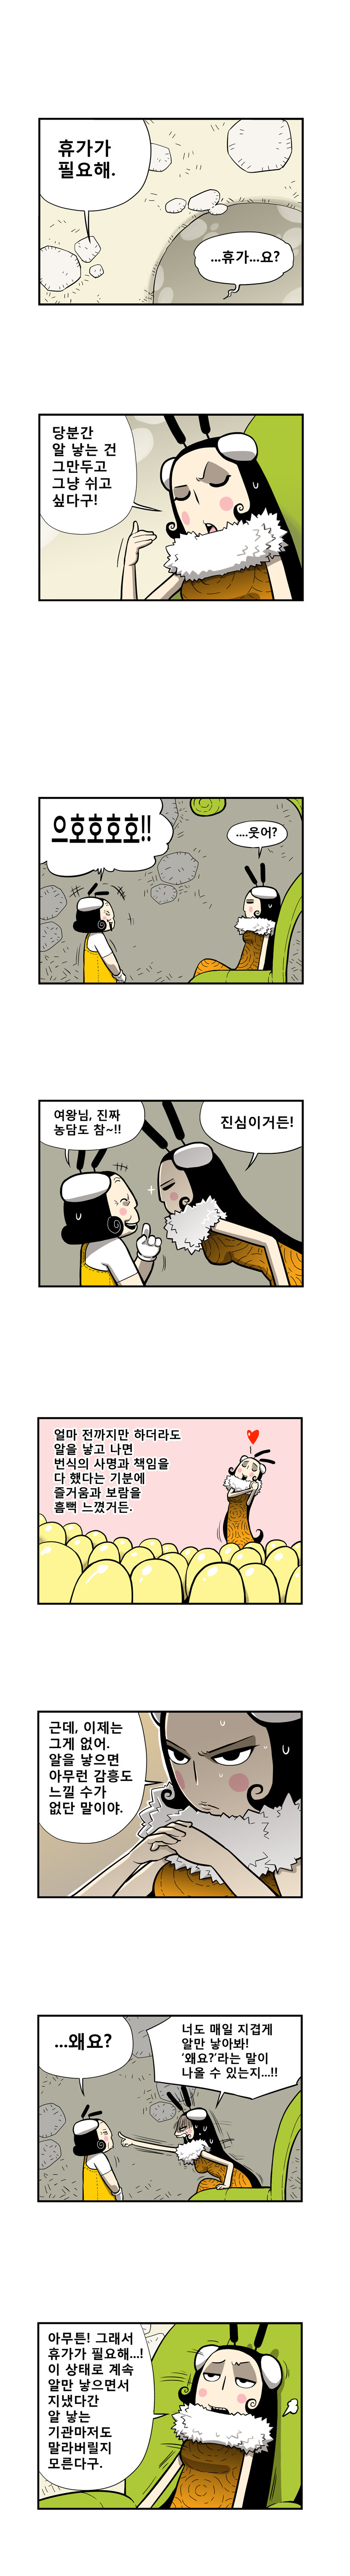 휴가가
필요해.
...휴가...요?
당분간
알 낳는 건
그만두고
그냥 쉬고
싶다구!
으호호호호!!
....웃어?
여왕님, 진짜
농담도 참~!!
진심이거든!
얼마 전까지만 하더라도
알을 낳고 나면
번식의 사명과 책임을
다 했다는 기분에
즐거움과 보람을
흠뻑 느꼈거든.
근데, 이제는
그게 없어.
알을 낳으면
아무런 감흥도
느낄 수가
없단 말이야.
...왜요?
너도 매일 지겹게
알만 낳아봐!
'왜요?'라는 말이
나올 수 있는지...!!
아무튼! 그래서
휴가가 필요해...!
이 상태로 계속
알만 낳으면서
지냈다간
알 낳는
기관마저도
말라버릴지
모른다구.